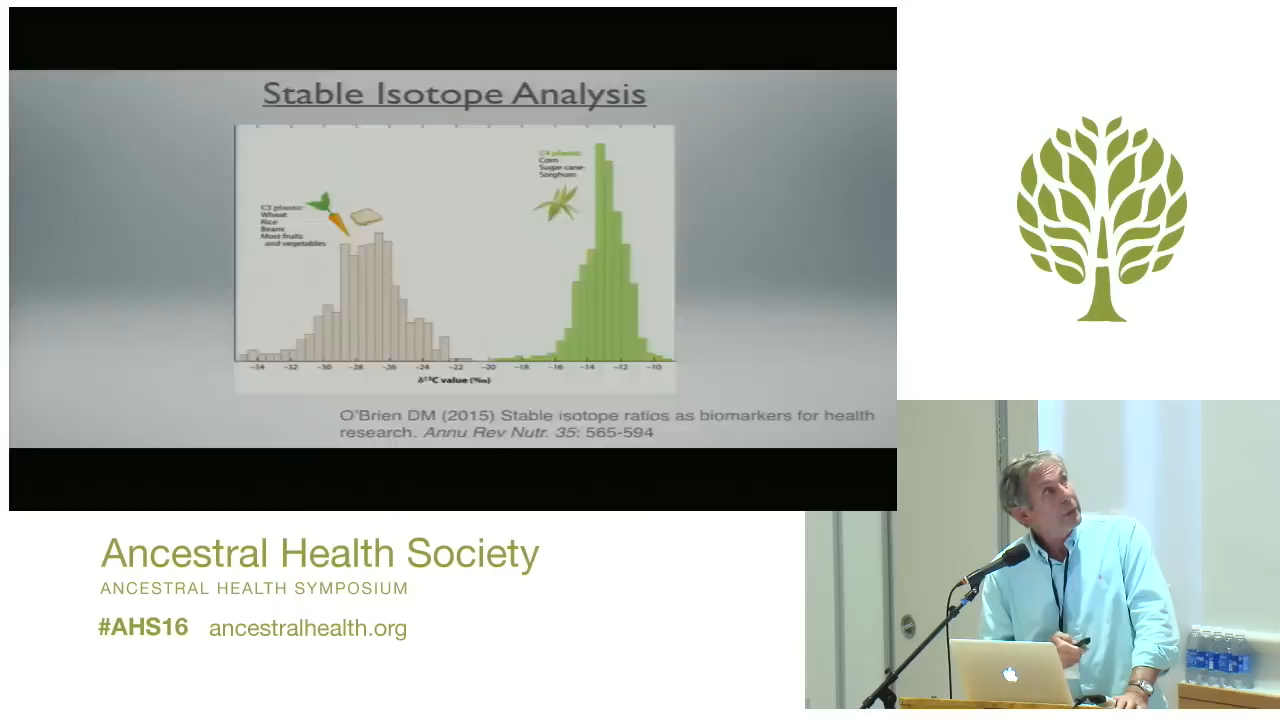 Stable Isotope Analysis
C3 plants:
Wheat
Rice
Beans
Most fruits
and vegetables
C4 plants:
Corn
Sugar cane
Sorghum
-34 -32 -30 -28 -26 -24 -22 -20 -18 -16 -14 -12 -10
δ¹³C value (‰)
O'Brien DM (2015) Stable isotope ratios as biomarkers for health
research. Annu Rev Nutr. 35: 565-594
Ancestral Health Society
ANCESTRAL HEALTH SYMPOSIUM
#AHS16 ancestralhealth.org